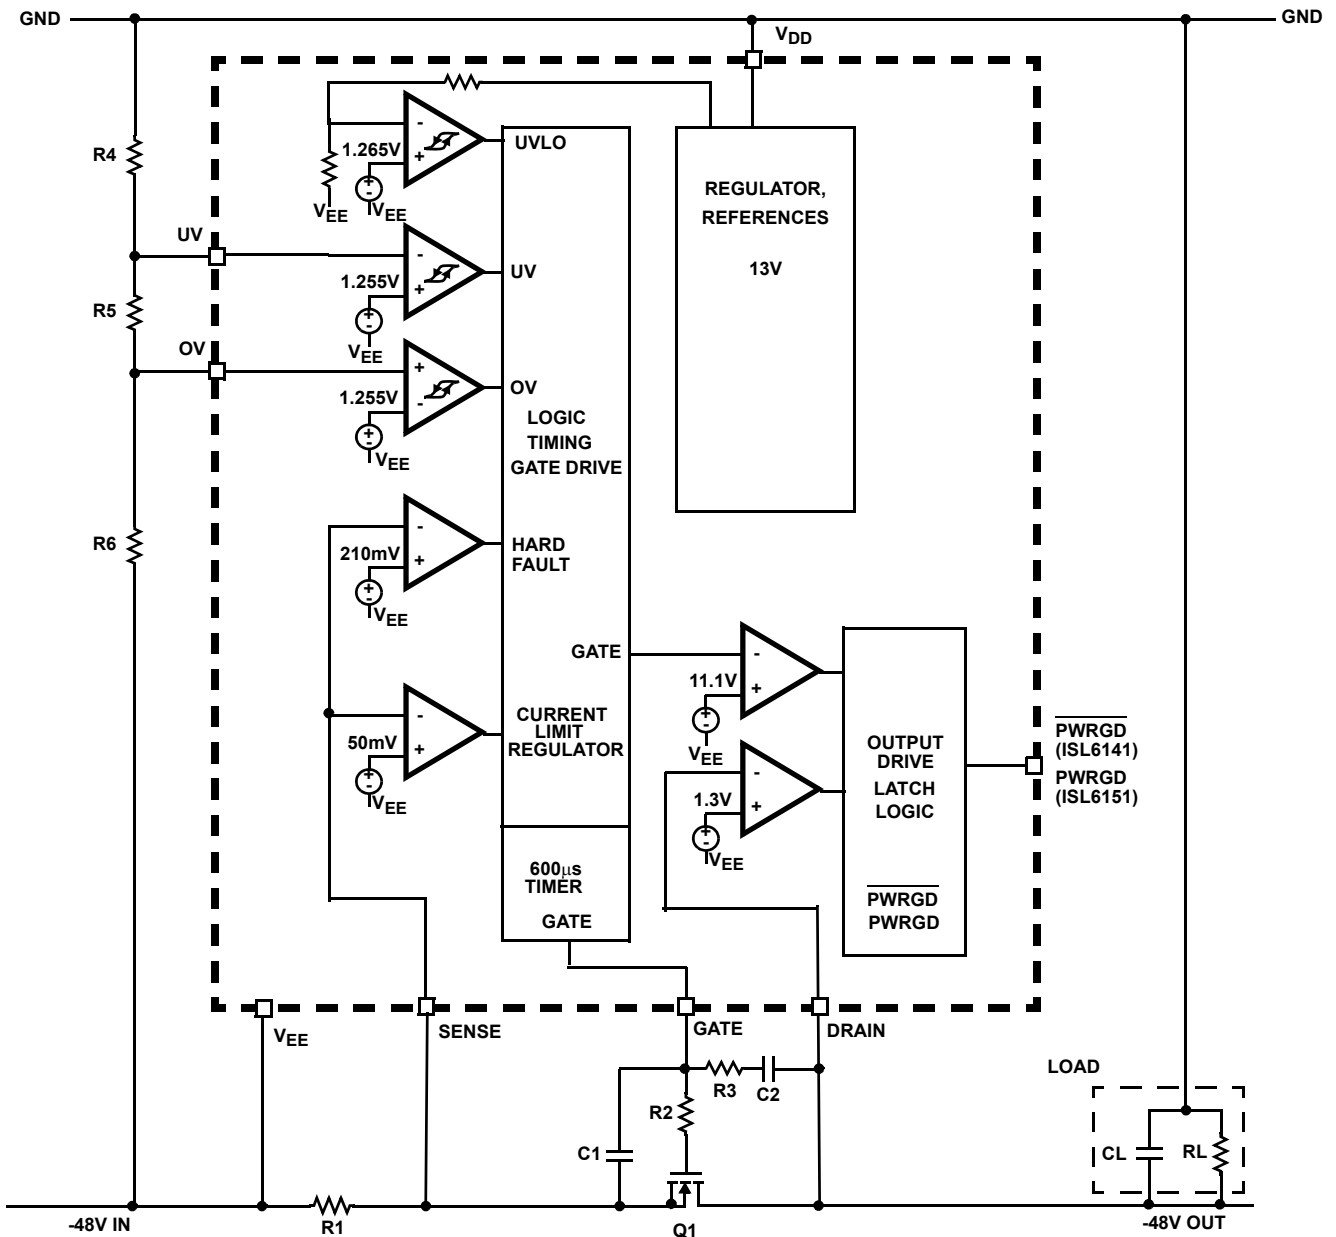 GND
GND
VDD
R4
1.265V
UVLO
VEE
VEE
REGULATOR,
REFERENCES
13V
UV
1.255V
UV
VEE
R5
OV
1.255V
OV
VEE
LOGIC
TIMING
GATE DRIVE
R6
210mV
HARD
FAULT
VEE
GATE
11.1V
VEE
50mV
CURRENT
LIMIT
REGULATOR
VEE
1.3V
VEE
OUTPUT
DRIVE
LATCH
LOGIC
PWRGD
PWRGD
PWRGD
(ISL6141)
PWRGD
(ISL6151)
600μs
TIMER
GATE
VEE
SENSE
GATE
DRAIN
R3
C2
R2
C1
LOAD
CL
RL
-48V IN
R1
Q1
-48V OUT